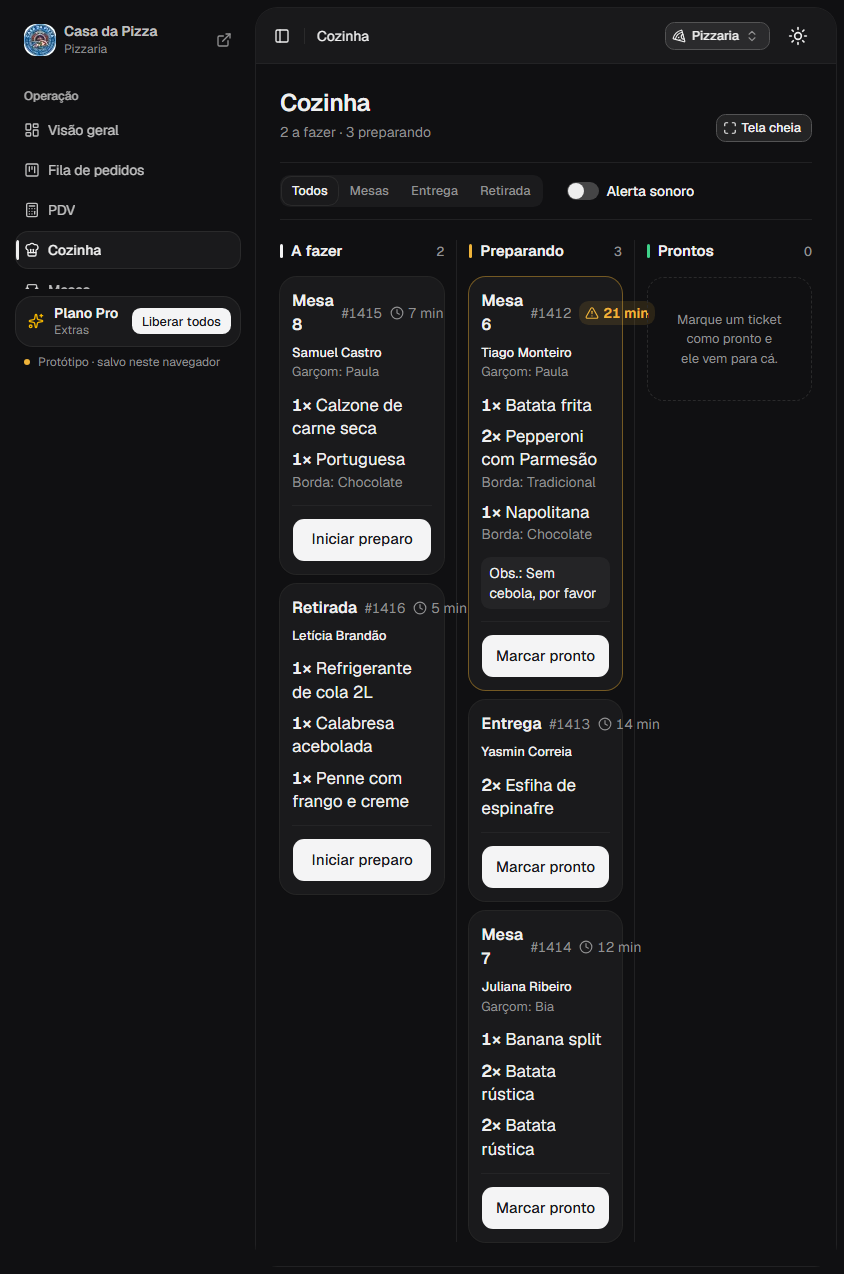 Casa da Pizza
Pizzaria
Operação
Visão geral
Fila de pedidos
PDV
Cozinha
Plano Pro
Extras
Liberar todos
Protótipo · salvo neste navegador
Cozinha
Pizzaria
Cozinha
2 a fazer · 3 preparando
Tela cheia
Todos
Mesas
Entrega
Retirada
Alerta sonoro
A fazer 2
Mesa
8
#1415 7 min
Samuel Castro
Garçom: Paula
1× Calzone de
carne seca
1× Portuguesa
Borda: Chocolate
Iniciar preparo
Retirada #1416 5 min
Letícia Brandão
1× Refrigerante
de cola 2L
1× Calabresa
acebolada
1× Penne com
frango e creme
Iniciar preparo
Preparando 3
Mesa
6
#1412 21 min
Tiago Monteiro
Garçom: Paula
1× Batata frita
2× Pepperoni
com Parmesão
Borda: Tradicional
1× Napolitana
Borda: Chocolate
Obs.: Sem
cebola, por favor
Marcar pronto
Entrega #1413 14 min
Yasmin Correia
2× Esfiha de
espinafre
Marcar pronto
Mesa
7
#1414 12 min
Juliana Ribeiro
Garçom: Bia
1× Banana split
2× Batata
rústica
2× Batata
rústica
Marcar pronto
Prontos 0
Marque um ticket
como pronto e
ele vem para cá.